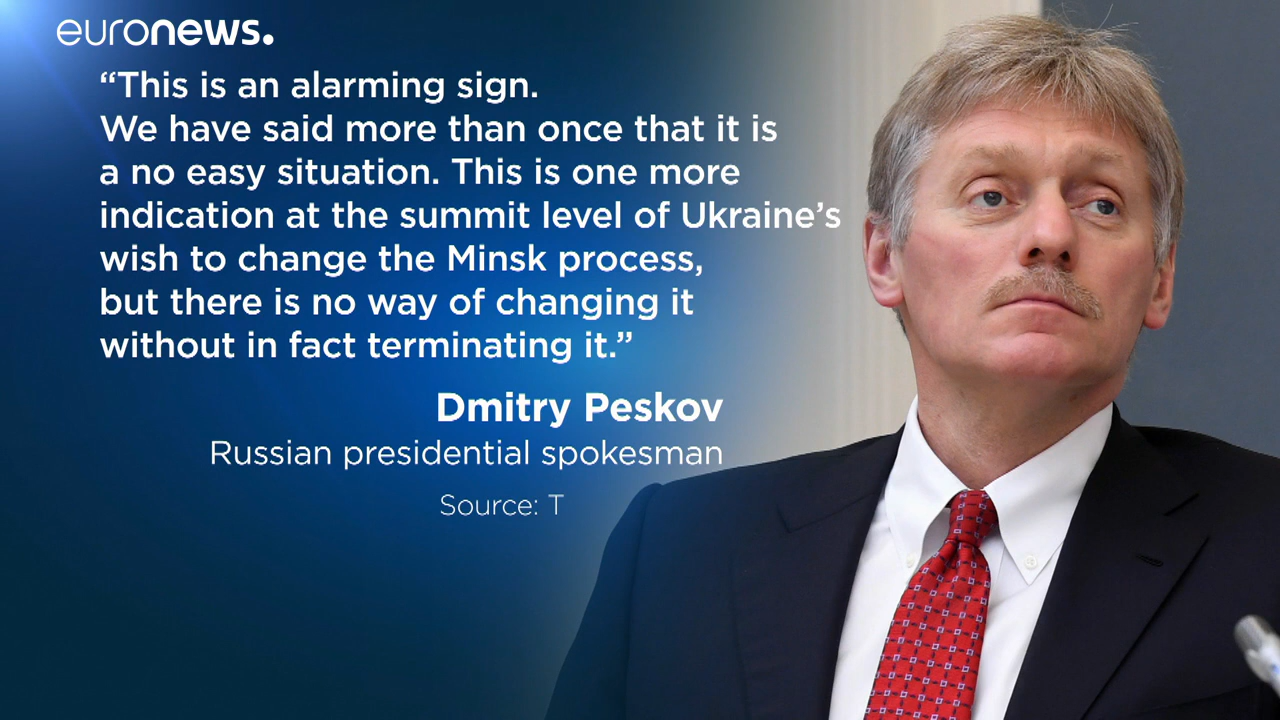 euronews.
“This is an alarming sign.
We have said more than once that it is
a no easy situation. This is one more
indication at the summit level of Ukraine’s
wish to change the Minsk process,
but there is no way of changing it
without in fact terminating it.”
Dmitry Peskov
Russian presidential spokesman
Source: T